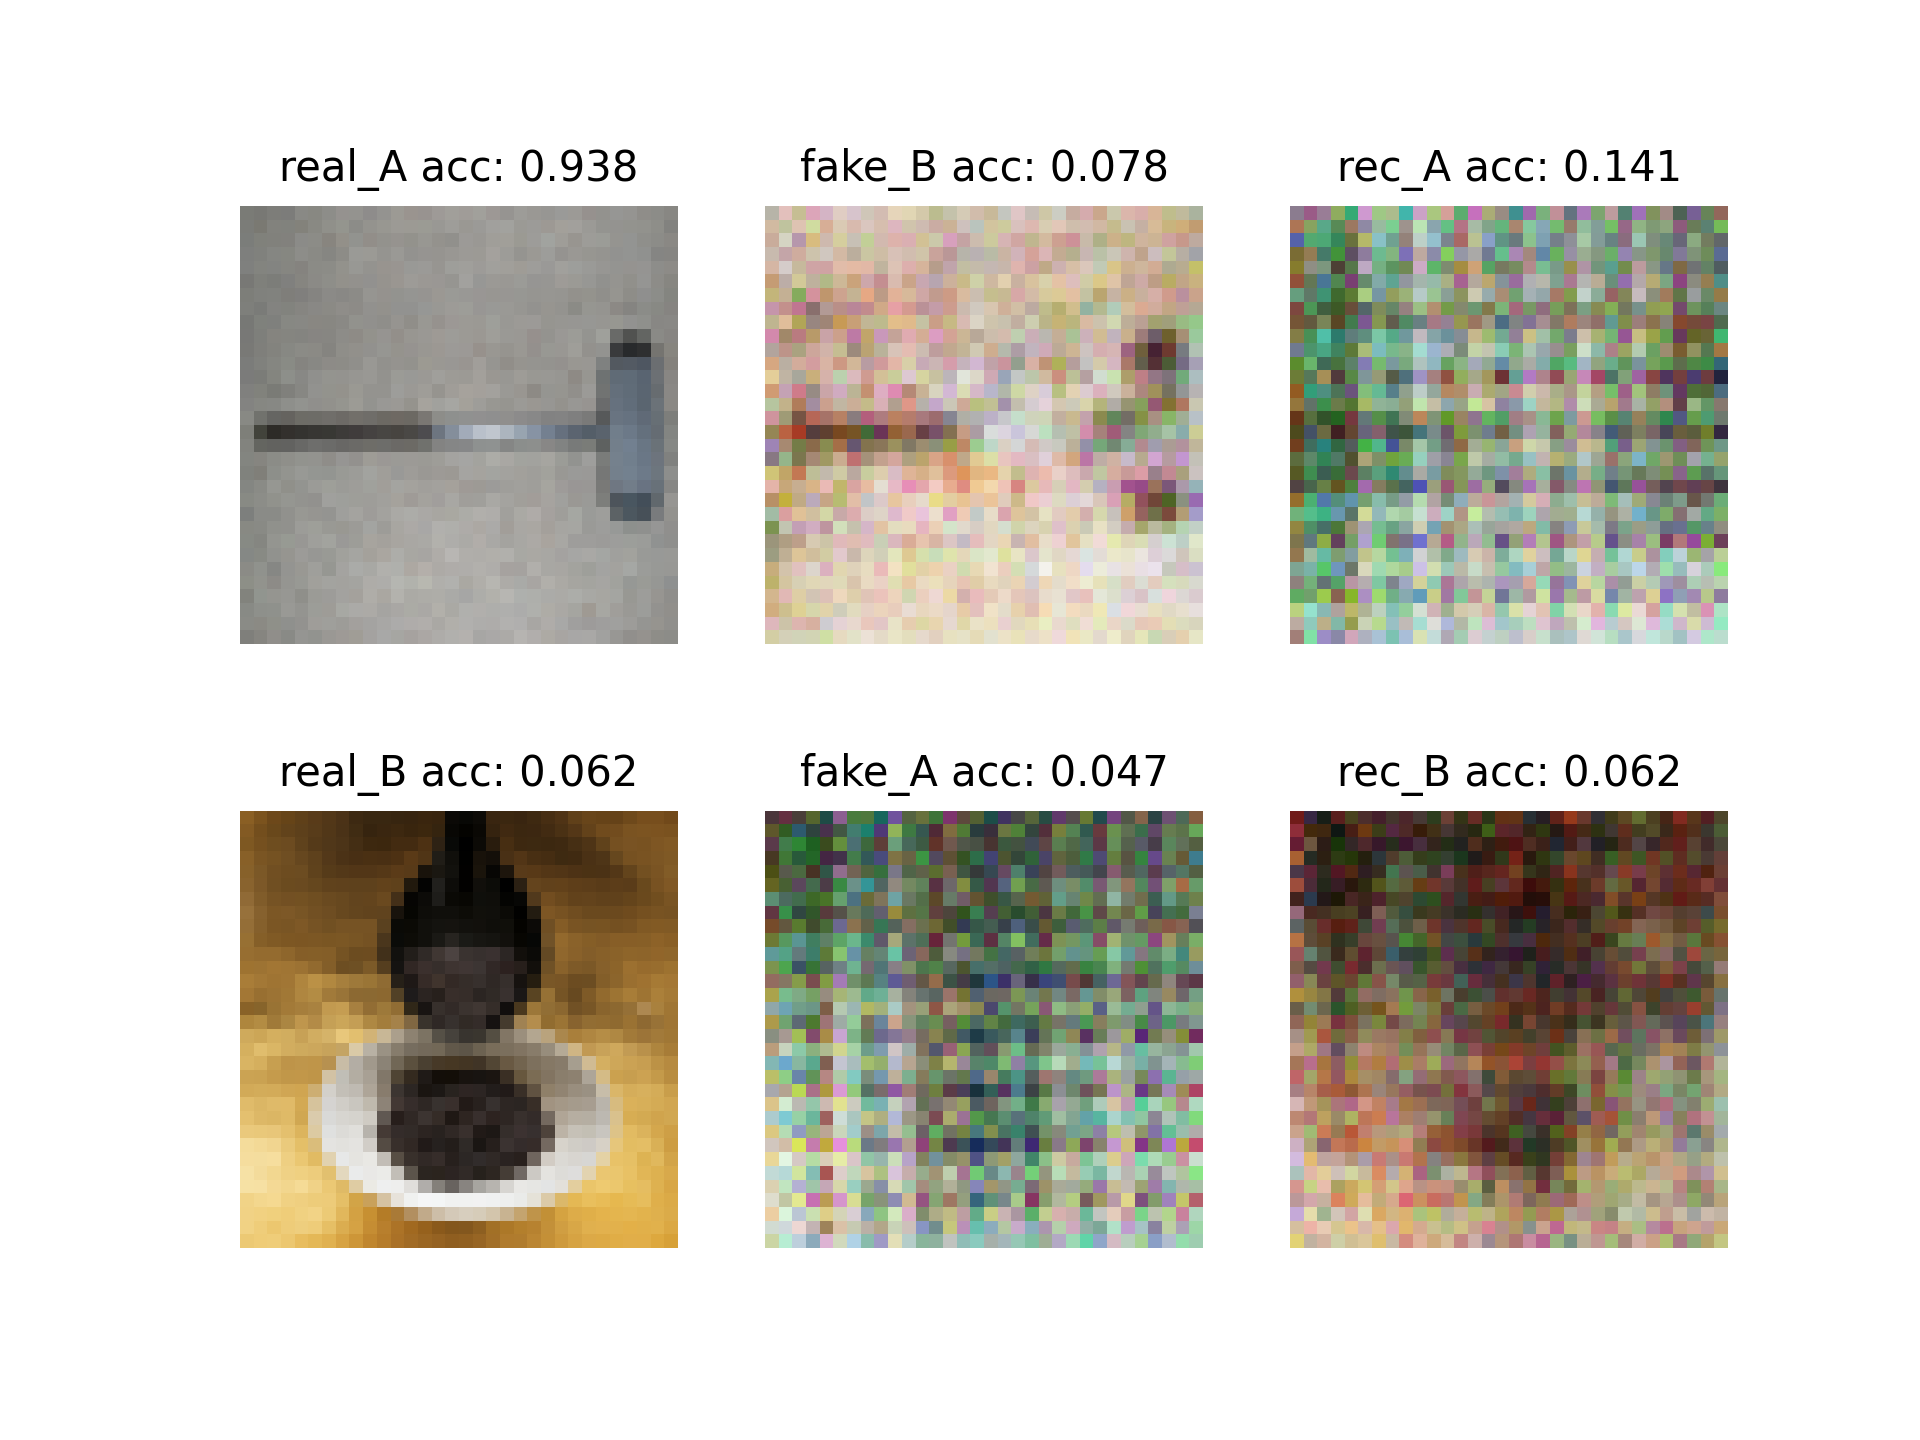 real_A acc: 0.938
fake_B acc: 0.078
rec_A acc: 0.141
real_B acc: 0.062
fake_A acc: 0.047
rec_B acc: 0.062